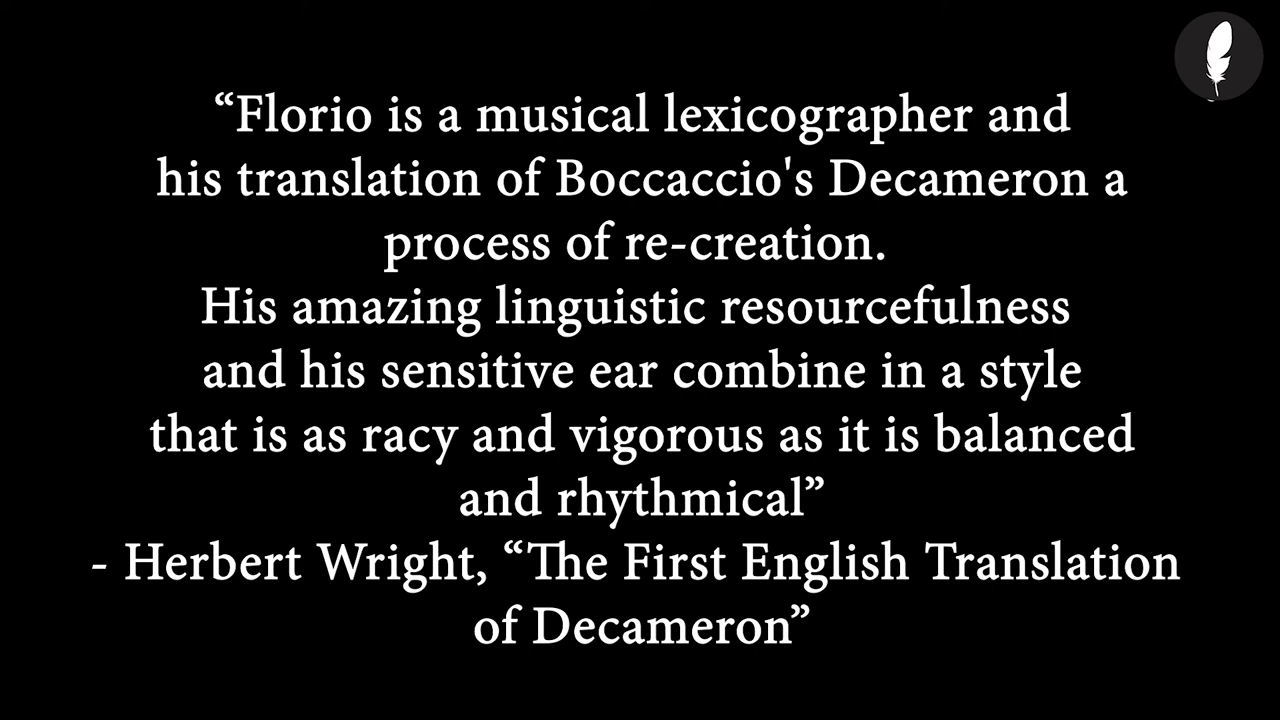 “Florio is a musical lexicographer and
his translation of Boccaccio's Decameron a
process of re-creation.
His amazing linguistic resourcefulness
and his sensitive ear combine in a style
that is as racy and vigorous as it is balanced
and rhythmical”
- Herbert Wright, “The First English Translation
of Decameron”